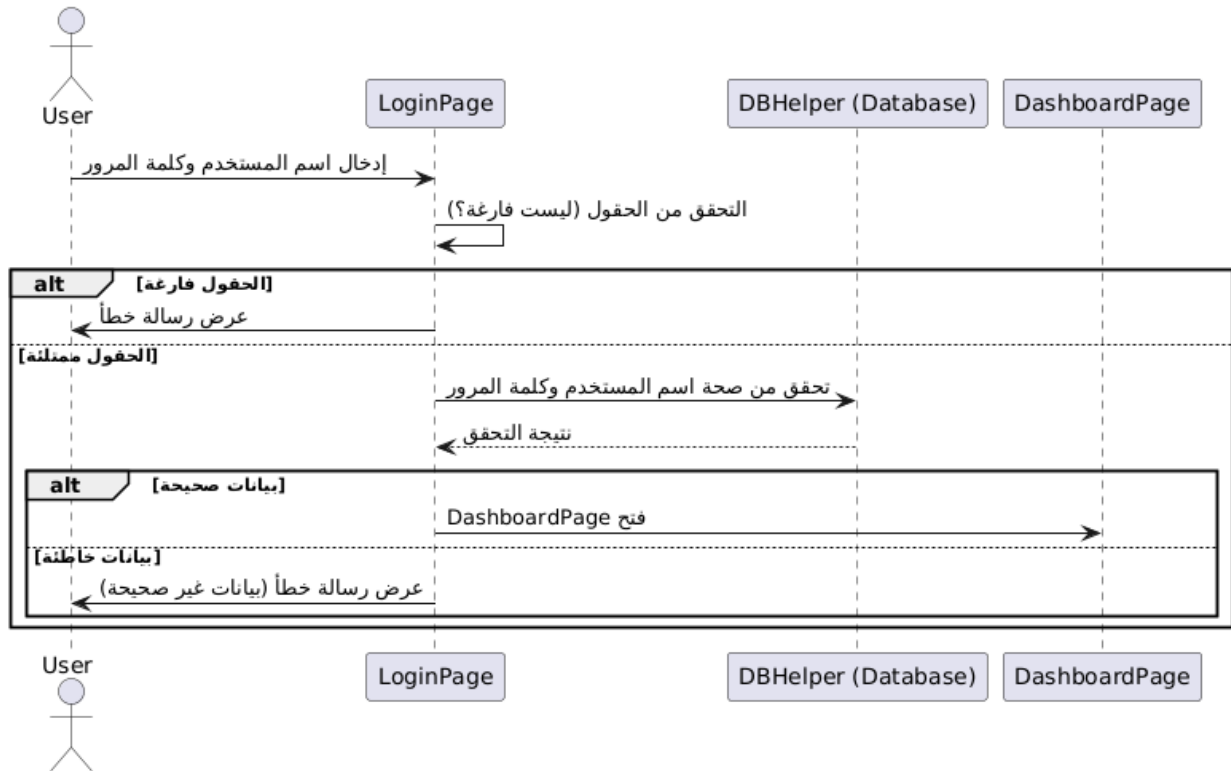 User
LoginPage
DBHelper (Database)
DashboardPage
إدخال اسم المستخدم وكلمة المرور
التحقق من الحقول (ليست فارغة؟)
alt [الحقول فارغة]
عرض رسالة خطأ
[الحقول ممتلئة]
تحقق من صحة اسم المستخدم وكلمة المرور
نتيجة التحقق
alt [بيانات صحيحة]
فتح DashboardPage
[بيانات خاطئة]
عرض رسالة خطأ (بيانات غير صحيحة)
User
LoginPage
DBHelper (Database)
DashboardPage